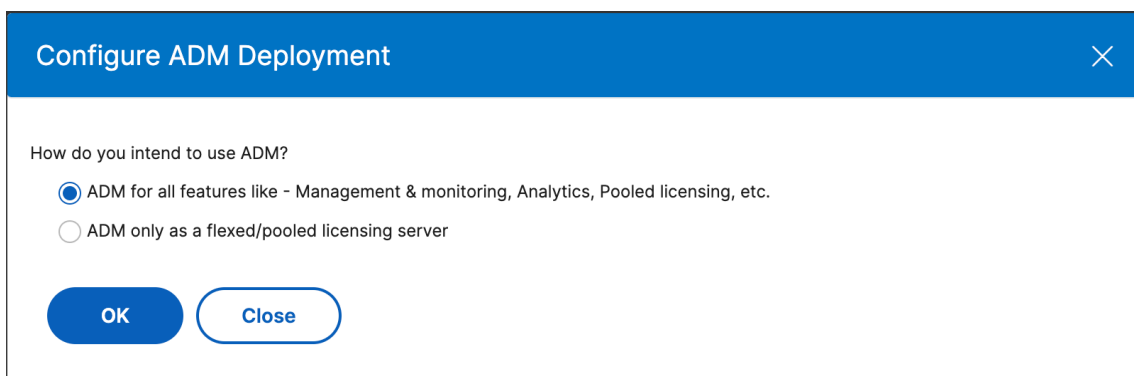 Configure ADM Deployment
How do you intend to use ADM?
ADM for all features like - Management & monitoring, Analytics, Pooled licensing, etc.
ADM only as a flexed/pooled licensing server
OK
Close